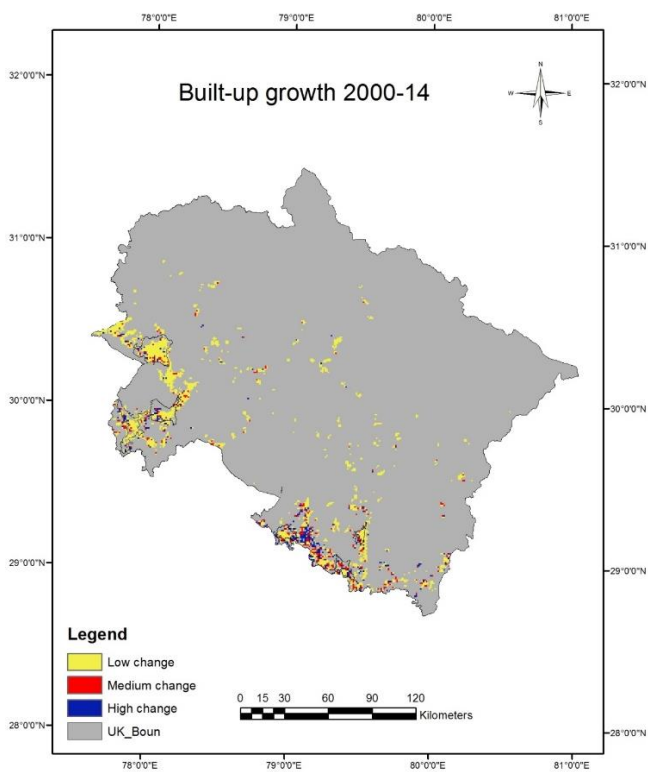 78°0'0"E 79°0'0"E 80°0'0"E 81°0'0"E
32°0'0"N 32°0'0"N
Built-up growth 2000-14
N
W E
S
31°0'0"N 31°0'0"N
30°0'0"N 30°0'0"N
29°0'0"N 29°0'0"N
Legend
Low change
Medium change
High change
UK_Boun
0 15 30 60 90 120
Kilometers
28°0'0"N 28°0'0"N
78°0'0"E 79°0'0"E 80°0'0"E 81°0'0"E